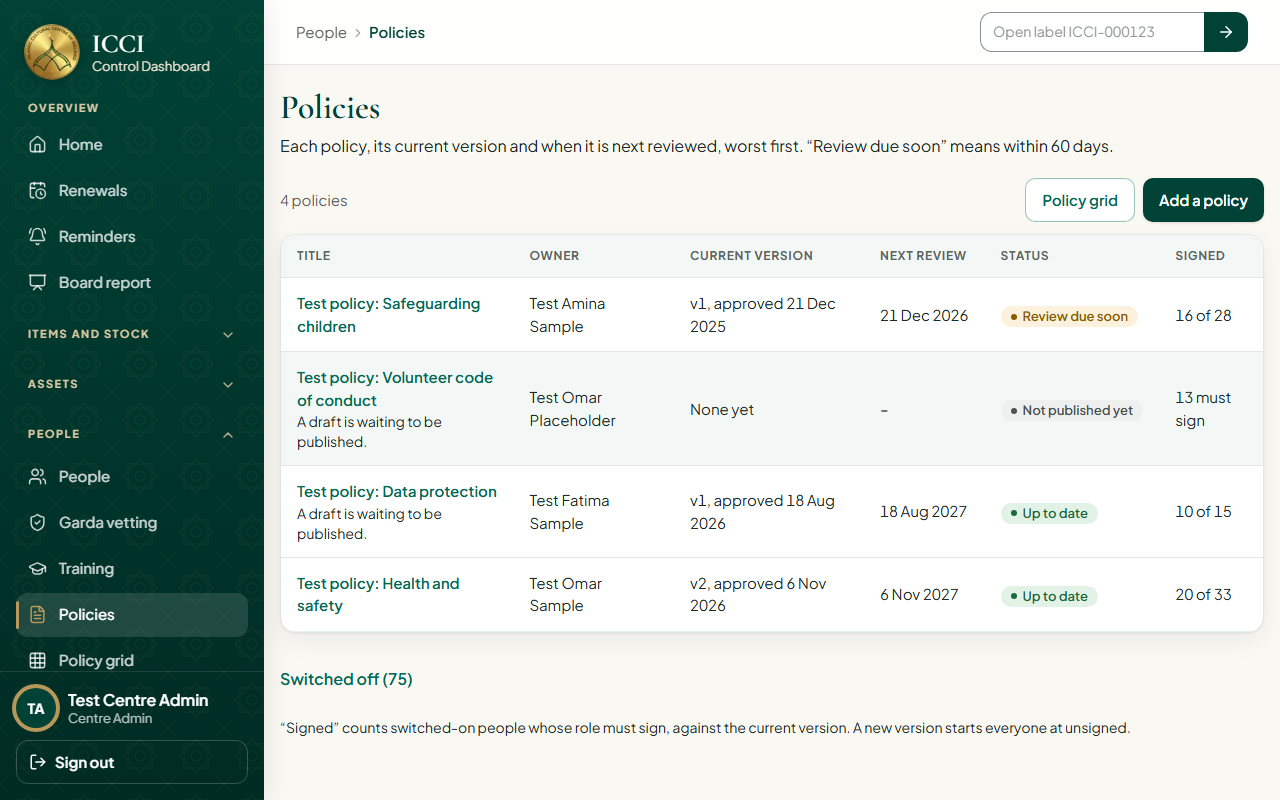 ICCI
Control Dashboard
OVERVIEW
Home
Renewals
Reminders
Board report
ITEMS AND STOCK
ASSETS
PEOPLE
People
Garda vetting
Training
Policies
Policy grid
TA
Test Centre Admin
Centre Admin
Sign out
People › Policies
Open label ICCI-000123
Policies
Each policy, its current version and when it is next reviewed, worst first. “Review due soon” means within 60 days.
4 policies
Policy grid
Add a policy
TITLE OWNER CURRENT VERSION NEXT REVIEW STATUS SIGNED
Test policy: Safeguarding children
Test Amina Sample
v1, approved 21 Dec 2025
21 Dec 2026
Review due soon
16 of 28
Test policy: Volunteer code of conduct
A draft is waiting to be published.
Test Omar Placeholder
None yet
–
Not published yet
13 must sign
Test policy: Data protection
A draft is waiting to be published.
Test Fatima Sample
v1, approved 18 Aug 2026
18 Aug 2027
Up to date
10 of 15
Test policy: Health and safety
Test Omar Sample
v2, approved 6 Nov 2026
6 Nov 2027
Up to date
20 of 33
Switched off (75)
“Signed” counts switched-on people whose role must sign, against the current version. A new version starts everyone at unsigned.